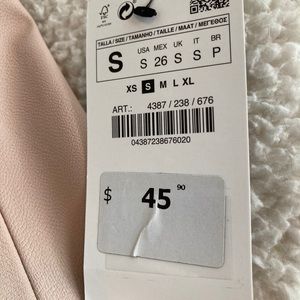 FSC
TALLA / SIZE / TAMANHO / TAILLE / MAAT / ΜΕΓΕΘΟΣ
S
USA MEX UK IT BR
S 26 S S P
XS S M L XL
ART.: 4387 / 238 / 676
04387238676020
$ 45 90